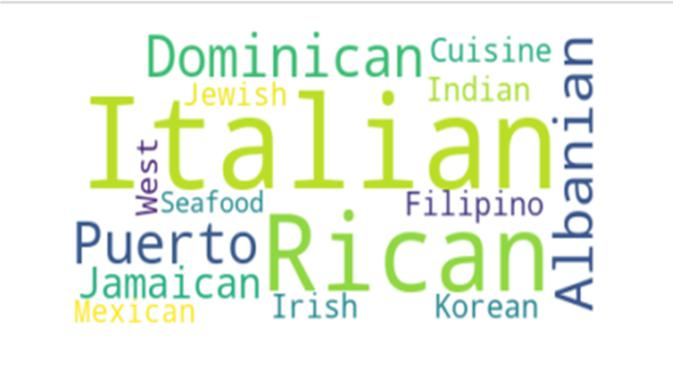 Dominican
Cuisine
Jewish
Indian
Italian
Albanian
West
Seafood
Filipino
Puerto
Rican
Jamaican
Mexican
Irish
Korean